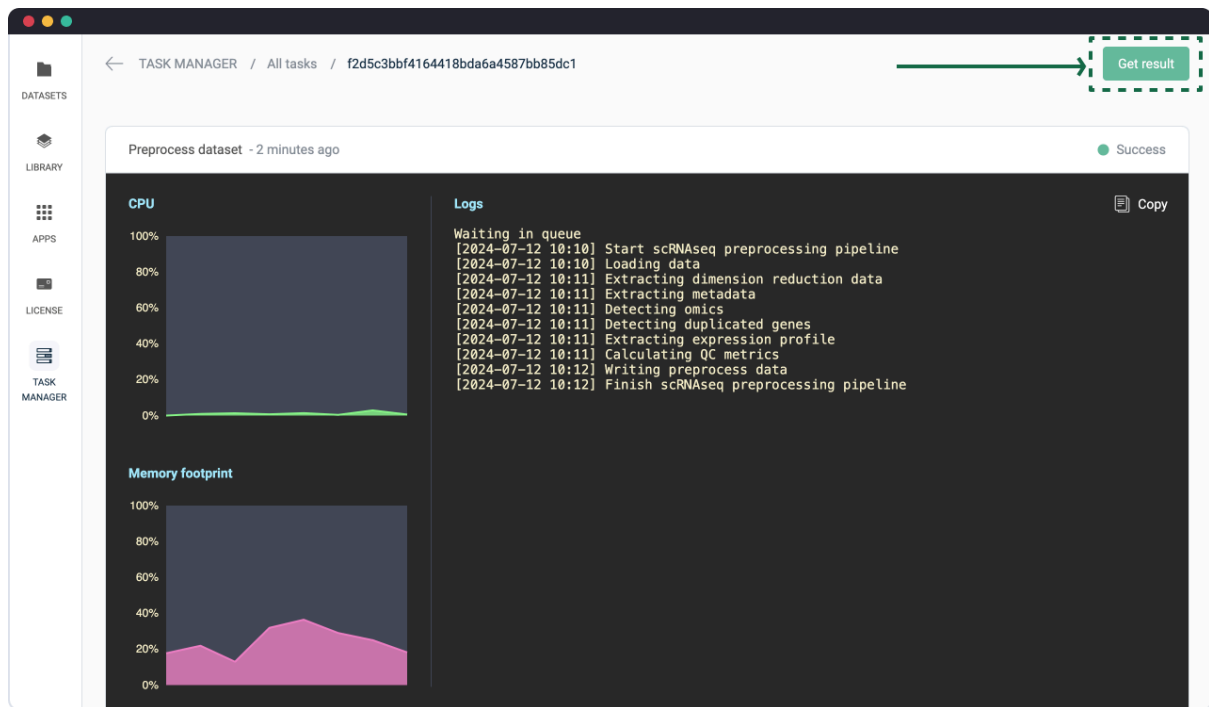 DATASETS
LIBRARY
APPS
LICENSE
TASK
MANAGER
TASK MANAGER / All tasks / f2d5c3bbf4164418bda6a4587bb85dc1
Get result
Preprocess dataset - 2 minutes ago
Success
CPU
100%
80%
60%
40%
20%
0%
Memory footprint
100%
80%
60%
40%
20%
0%
Logs
Copy
Waiting in queue
[2024-07-12 10:10] Start scRNAseq preprocessing pipeline
[2024-07-12 10:10] Loading data
[2024-07-12 10:11] Extracting dimension reduction data
[2024-07-12 10:11] Extracting metadata
[2024-07-12 10:11] Detecting omics
[2024-07-12 10:11] Detecting duplicated genes
[2024-07-12 10:11] Extracting expression profile
[2024-07-12 10:11] Calculating QC metrics
[2024-07-12 10:12] Writing preprocess data
[2024-07-12 10:12] Finish scRNAseq preprocessing pipeline